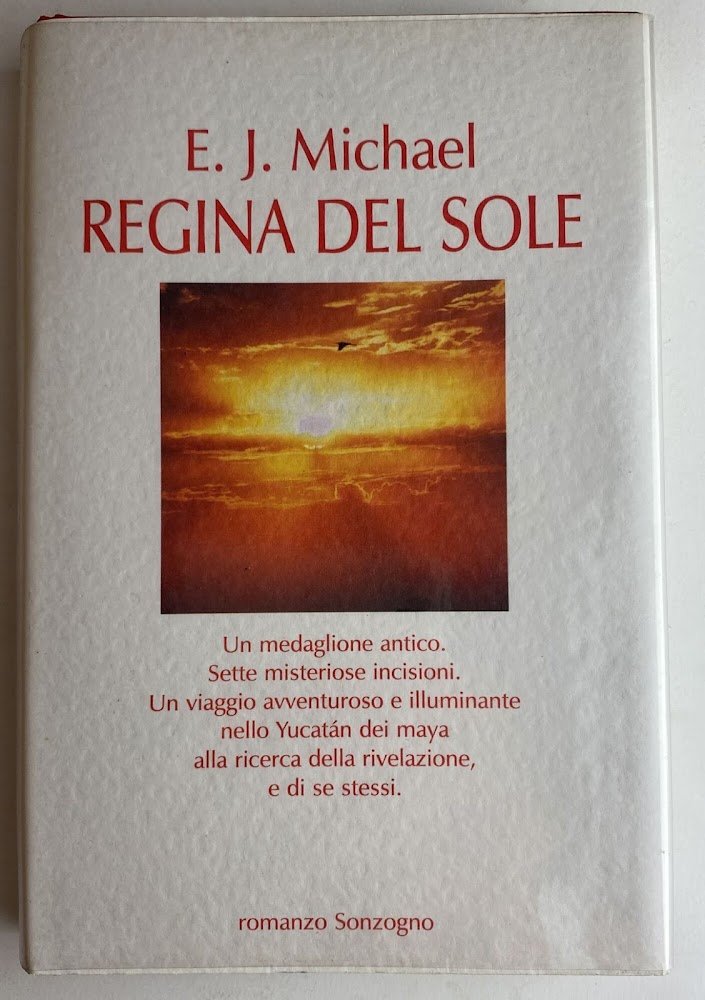 E. J. Michael
REGINA DEL SOLE
Un medaglione antico.
Sette misteriose incisioni.
Un viaggio avventuroso e illuminante
nello Yucatán dei maya
alla ricerca della rivelazione,
e di se stessi.
romanzo Sonzogno